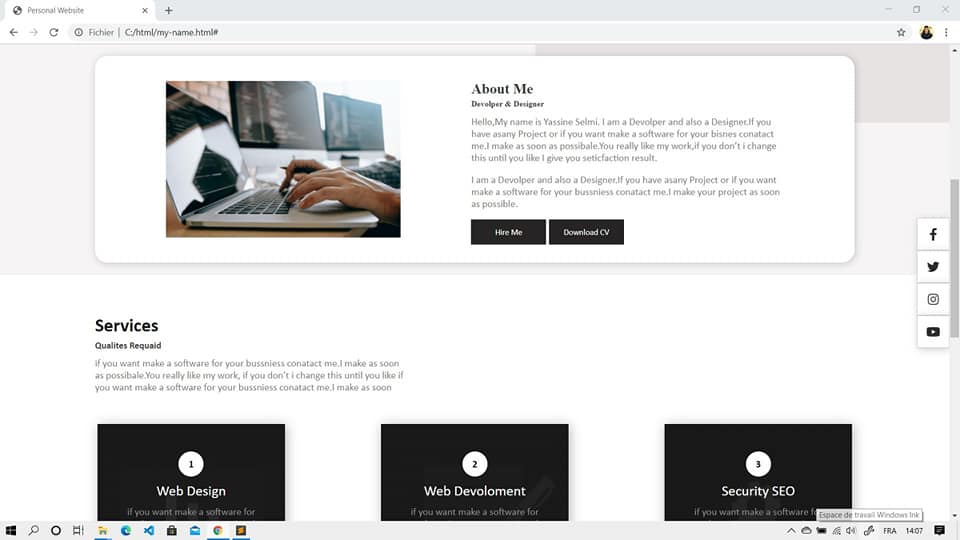 Personal Website
Fichier | C:/html/my-name.html#
About Me
Devolper & Designer
Hello,My name is Yassine Selmi. I am a Devolper and also a Designer.If you
have asany Project or if you want make a software for your bisnes conatact
me.I make as soon as possibale.You really like my work,if you don't i change
this until you like I give you seticfaction result.
I am a Devolper and also a Designer.If you have asany Project or if you want
make a software for your bussniess conatact me.I make your project as soon
as possible.
Hire Me
Download CV
Services
Qualites Requaid
if you want make a software for your bussniess conatact me.I make as soon
as possibale.You really like my work, if you don't i change this until you like if
you want make a software for your bussniess conatact me.I make as soon
1
Web Design
if you want make a software for
2
Web Devoloment
if you want make a software for
3
Security SEO
if you want make a software for
Espace de travail Windows Ink
FRA
14:07